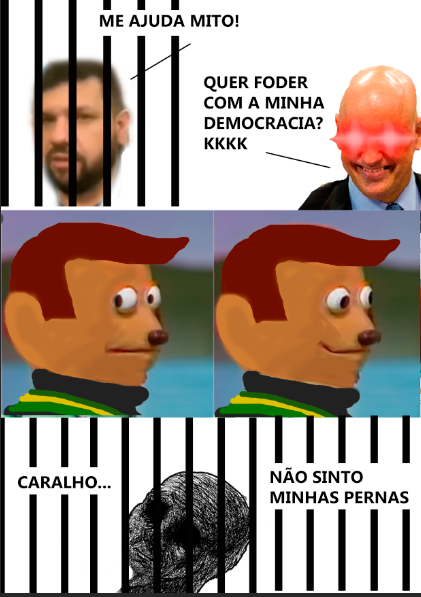 ME AJUDA MITO!
QUER FODER
COM A MINHA
DEMOCRACIA?
KKKK
CARALHO...
NÃO SINTO
MINHAS PERNAS